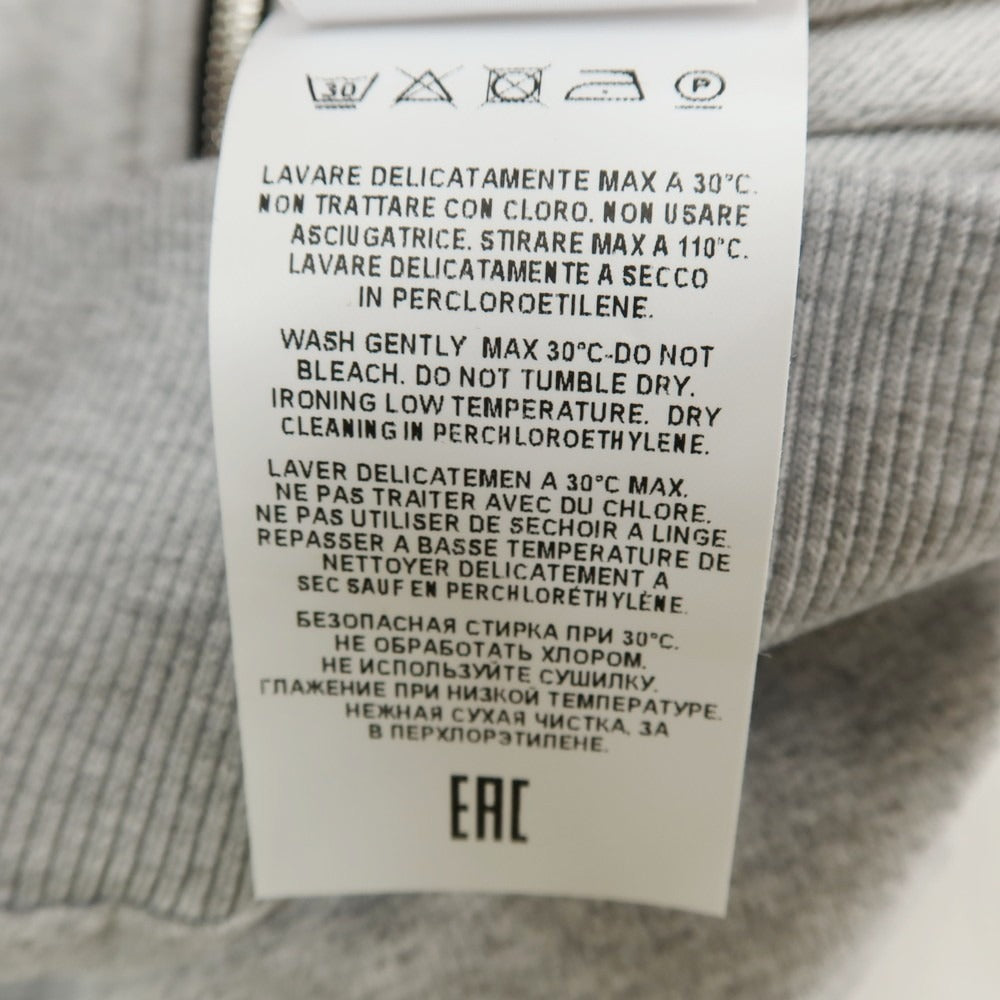 30 P
LAVARE DELICATAMENTE MAX A 30°C.
NON TRATTARE CON CLORO. NON USARE
ASCIUGATRICE. STIRARE MAX A 110°C.
LAVARE DELICATAMENTE A SECCO
IN PERCLOROETILENE.
WASH GENTLY MAX 30°C-DO NOT
BLEACH. DO NOT TUMBLE DRY.
IRONING LOW TEMPERATURE. DRY
CLEANING IN PERCHLOROETHYLENE.
LAVER DELICATEMEN A 30°C MAX.
NE PAS TRAITER AVEC DU CHLORE.
NE PAS UTILISER DE SECHOIR A LINGE.
REPASSER A BASSE TEMPERATURE DE
NETTOYER DELICATEMENT A
SEC SAUF EN PERCHLORÉTHYLÈNE.
БЕЗОПАСНАЯ СТИРКА ПРИ 30°C.
НЕ ОБРАБОТАТЬ ХЛОРОМ.
НЕ ИСПОЛЬЗУЙТЕ СУШИЛКУ.
ГЛАЖЕНИЕ ПРИ НИЗКОЙ ТЕМПЕРАТУРЕ.
НЕЖНАЯ СУХАЯ ЧИСТКА, ЗА
В ПЕРХЛОРЭТИЛЕНЕ.
EAC